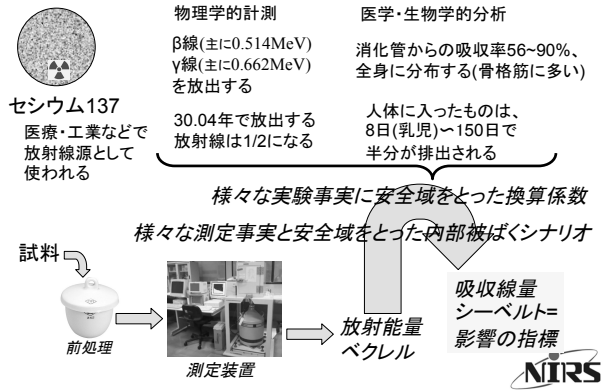 物理学的計測
医学・生物学的分析
β線(主に0.514MeV)
γ線(主に0.662MeV)
を放出する
消化管からの吸収率56~90%、
全身に分布する(骨格筋に多い)
セシウム137
医療・工業などで
放射線源として
使われる
30.04年で放出する
放射線は1/2になる
人体に入ったものは、
8日(乳児)〜150日で
半分が排出される
様々な実験事実に安全域をとった換算係数
様々な測定事実と安全域をとった内部被ばくシナリオ
試料
前処理
測定装置
放射能量
ベクレル
吸収線量
シーベルト=
影響の指標
NIRS